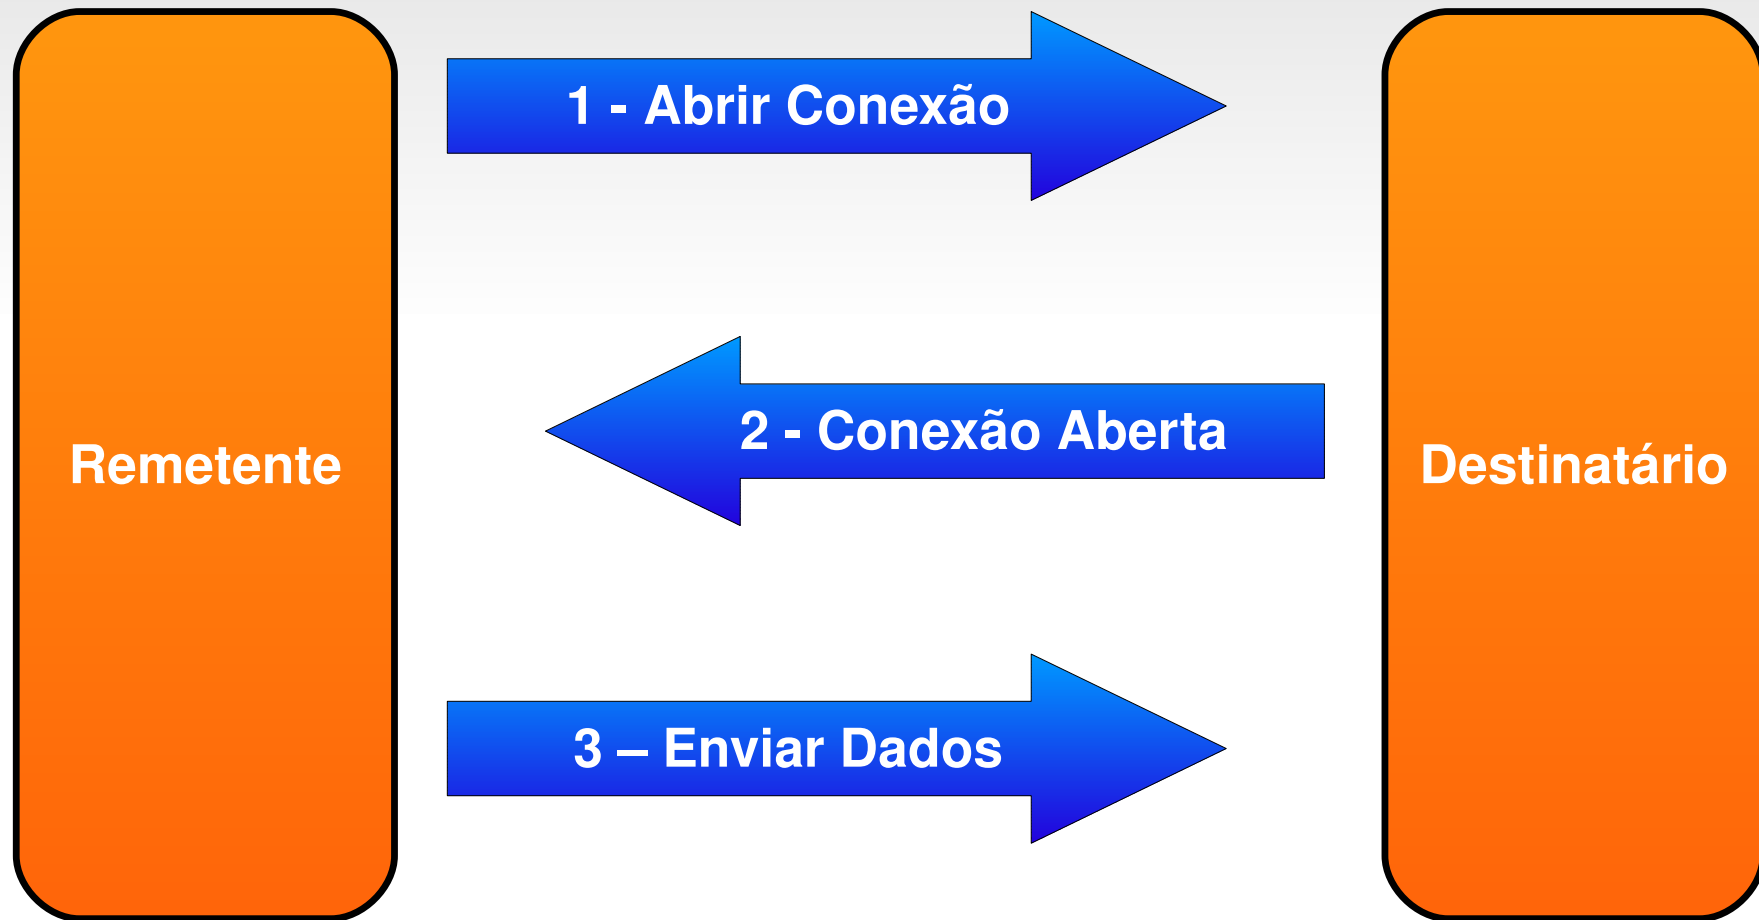 1 - Abrir Conexão
2 - Conexão Aberta
Remetente
Destinatário
3 – Enviar Dados